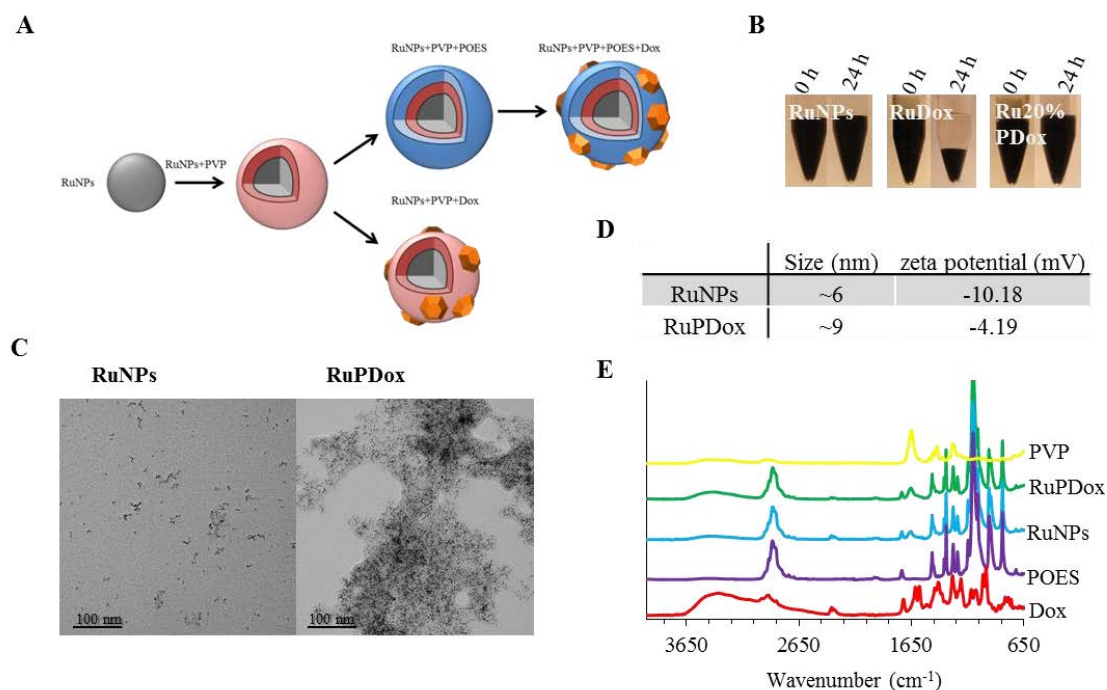 A
RuNPs
RuNPs+PVP
RuNPs+PVP+POES
RuNPs+PVP+POES+Dox
RuNPs+PVP+Dox
B
0 h
24 h
0 h
24 h
0 h
24 h
RuNPs
RuDox
Ru20%
PDox
C
RuNPs
RuPDox
100 nm
100 nm
D
Size (nm) zeta potential (mV)
RuNPs ~6 -10.18
RuPDox ~9 -4.19
E
PVP
RuPDox
RuNPs
POES
Dox
3650 2650 1650 650
Wavenumber (cm⁻¹)